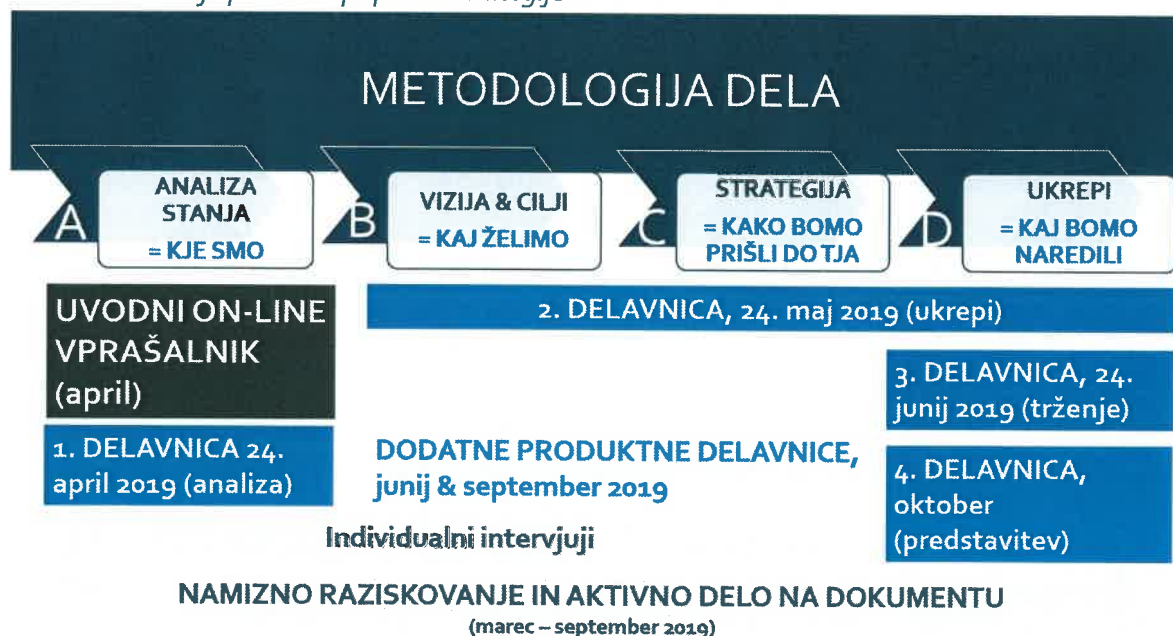 METODOLOGIJA DELA
A
ANALIZA
STANJA
= KJE SMO
B
VIZIJA & CILJI
= KAJ ŽELIMO
C
STRATEGIJA
= KAKO BOMO
PRIŠLI DO TJA
D
UKREPI
= KAJ BOMO
NAREDILI
UVODNI ON-LINE
VPRAŠALNIK
(april)
2. DELAVNICA, 24. maj 2019 (ukrepi)
3. DELAVNICA, 24.
junij 2019 (trženje)
1. DELAVNICA 24.
april 2019 (analiza)
DODATNE PRODUKTNE DELAVNICE,
junij & september 2019
4. DELAVNICA,
oktober
(predstavitev)
Individualni intervjuji
NAMIZNO RAZISKOVANJE IN AKTIVNO DELO NA DOKUMENTU
(marec – september 2019)